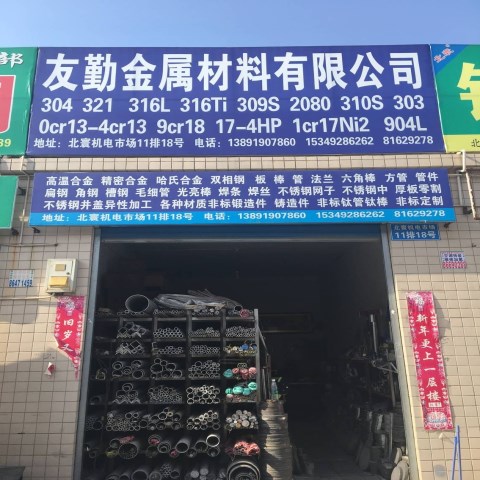 友勤金属材料有限公司
304 321 316L 316Ti 309S 2080 310S 303
0cr13-4cr13 9cr18 17-4HP 1cr17Ni2 904L
地址：北寰机电市场11排18号 电话：13891907860 15349286262 81629278
高温合金 精密合金 哈氏合金 双相钢 板 棒 管 法兰 六角棒 方管 管件
扁钢 角钢 槽钢 毛细管 光亮棒 焊条 焊丝 不锈钢网子 不锈钢中 厚板零割
不锈钢井盖异性加工 各种材质非标锻造件 铸造件 非标钛管钛棒 非标定制
地址：北寰机电市场11排18号 电话：13891907860 15349286262 81629278
北寰机电市场
11排18号
旧岁
新年更上一层楼